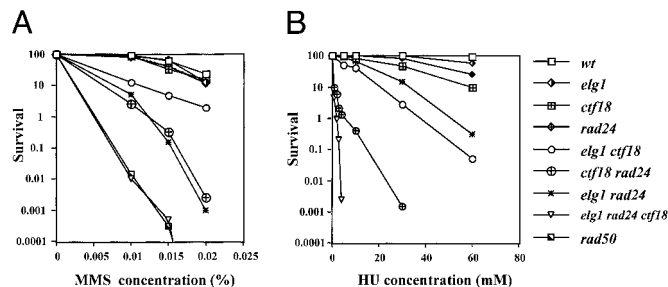 A
Survival
100
10
1
0.1
0.01
0.001
0.0001
0
0.005
0.01
0.015
0.02
0.025
MMS concentration (%)
B
Survival
100
10
1
0.1
0.01
0.001
0.0001
0
20
40
60
80
HU concentration (mM)
wt
elg1
ctf18
rad24
elg1 ctf18
ctf18 rad24
elg1 rad24
elg1 rad24 ctf18
rad50